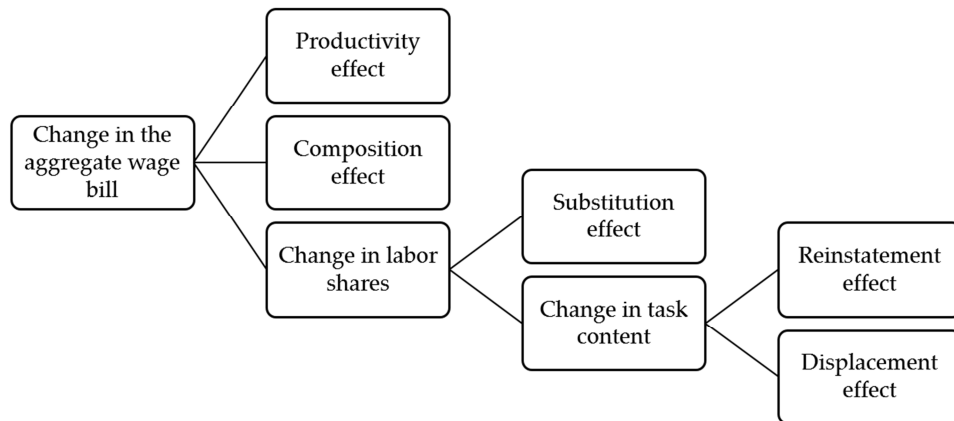 Productivity
effect
Change in the
aggregate wage
bill
Composition
effect
Change in labor
shares
Substitution
effect
Change in task
content
Reinstatement
effect
Displacement
effect